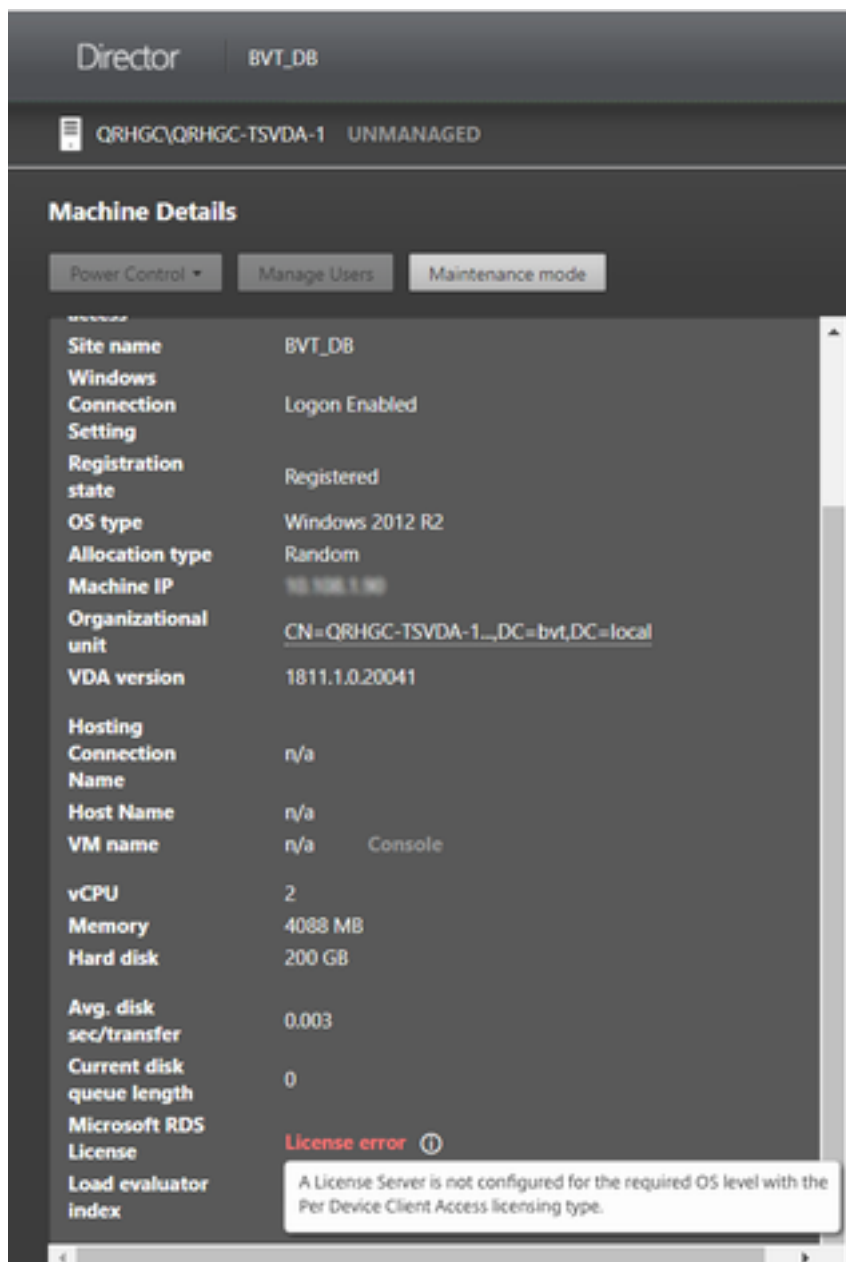 Director BVT_DB
QRHGC\QRHGC-TSVDA-1 UNMANAGED
Machine Details
Power Control Manage Users Maintenance mode
access
Site name BVT_DB
Windows
Connection Logon Enabled
Setting
Registration
state Registered
OS type Windows 2012 R2
Allocation type Random
Machine IP
Organizational
unit CN=QRHGC-TSVDA-1...,DC=bvt,DC=local
VDA version 1811.1.0.20041
Hosting
Connection n/a
Name
Host Name n/a
VM name n/a Console
vCPU 2
Memory 4088 MB
Hard disk 200 GB
Avg. disk
sec/transfer 0.003
Current disk
queue length 0
Microsoft RDS
License License error
Load evaluator
index
A License Server is not configured for the required OS level with the
Per Device Client Access licensing type.